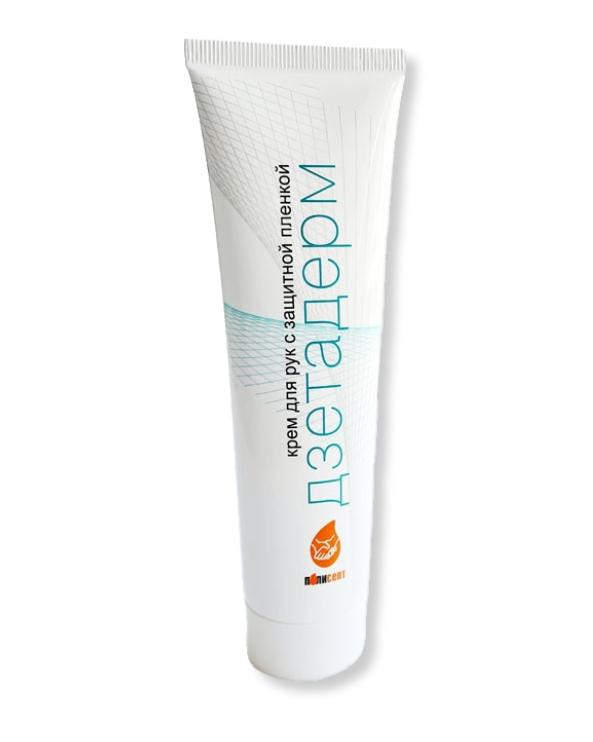 крем для рук с защитной пленкой
дзетадерм
полисепт